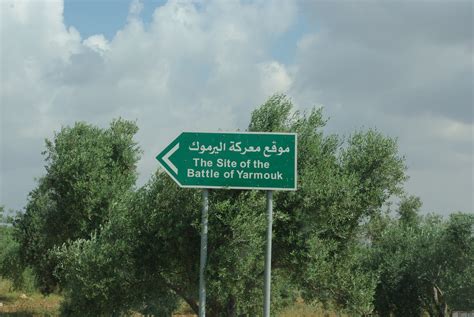 موقع معركة اليرموك
The Site of the
Battle of Yarmouk